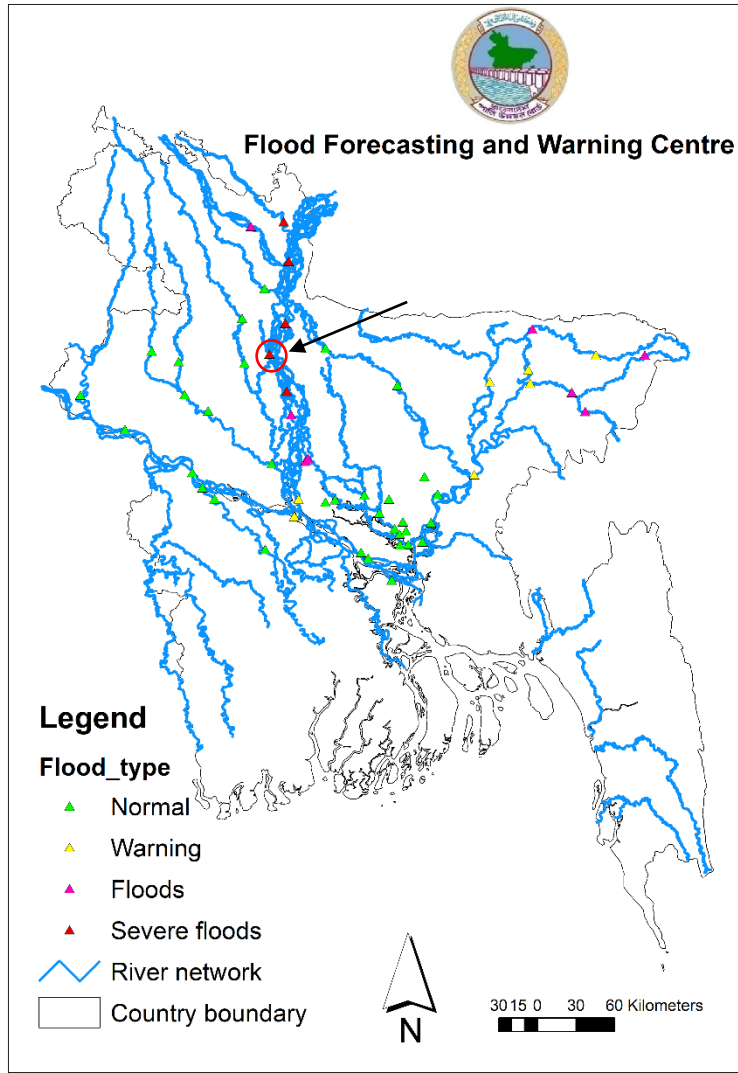 Flood Forecasting and Warning Centre
Legend
Flood_type
Normal
Warning
Floods
Severe floods
River network
Country boundary
N
30 15 0 30 60 Kilometers